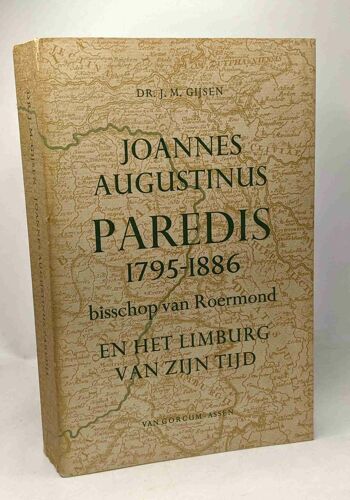 DR. J. M. GIJSEN
JOANNES
AUGUSTINUS
PAREDIS
1795-1886
bisschop van Roermond
EN HET LIMBURG
VAN ZIJN TIJD
VAN GORCUM-ASSEN